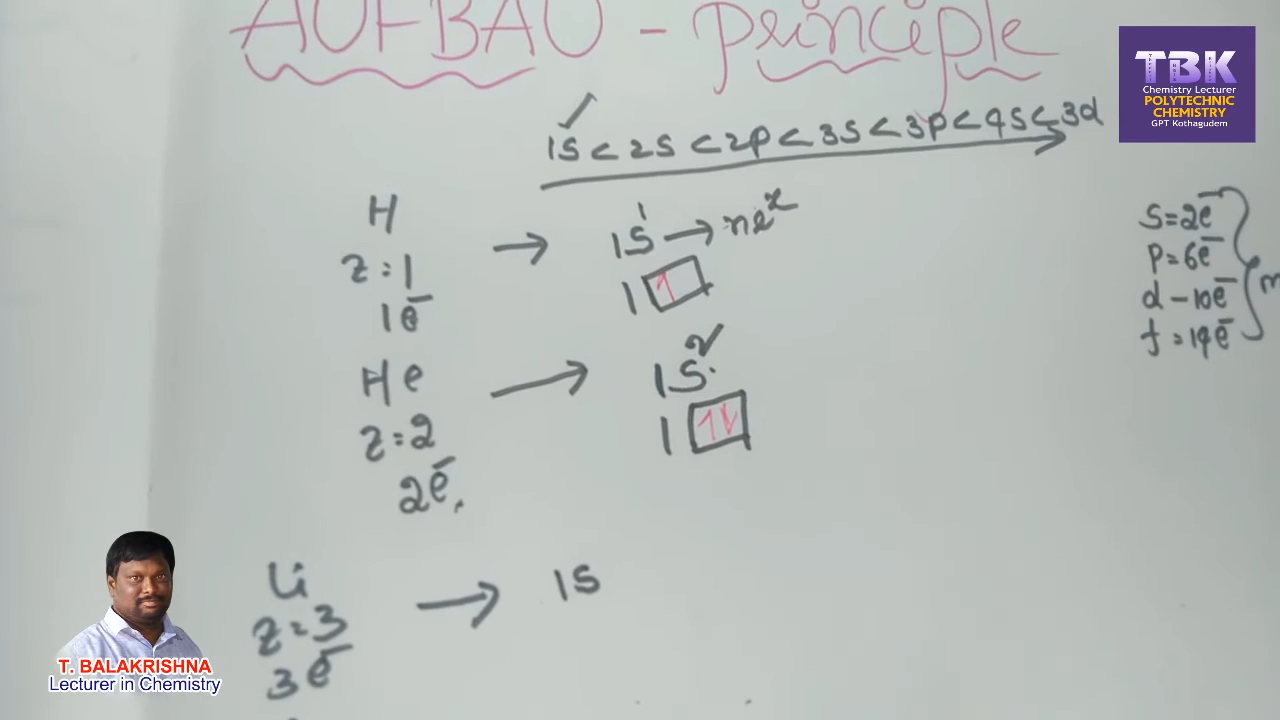 AUFBAU - principle
1s < 2s < 2p < 3s < 3p < 4s < 3d
H
z=1
1e⁻
→ 1s¹ → nlˣ
1 [↑]
He
z=2
2e⁻.
→ 1s²
1 [↑↓]
Li
z=3
3e⁻
→ 1s
s=2e⁻
p=6e⁻
d-10e⁻
f=14e⁻
TBK
Chemistry Lecturer
POLYTECHNIC
CHEMISTRY
GPT Kothagudem
T. BALAKRISHNA
Lecturer in Chemistry